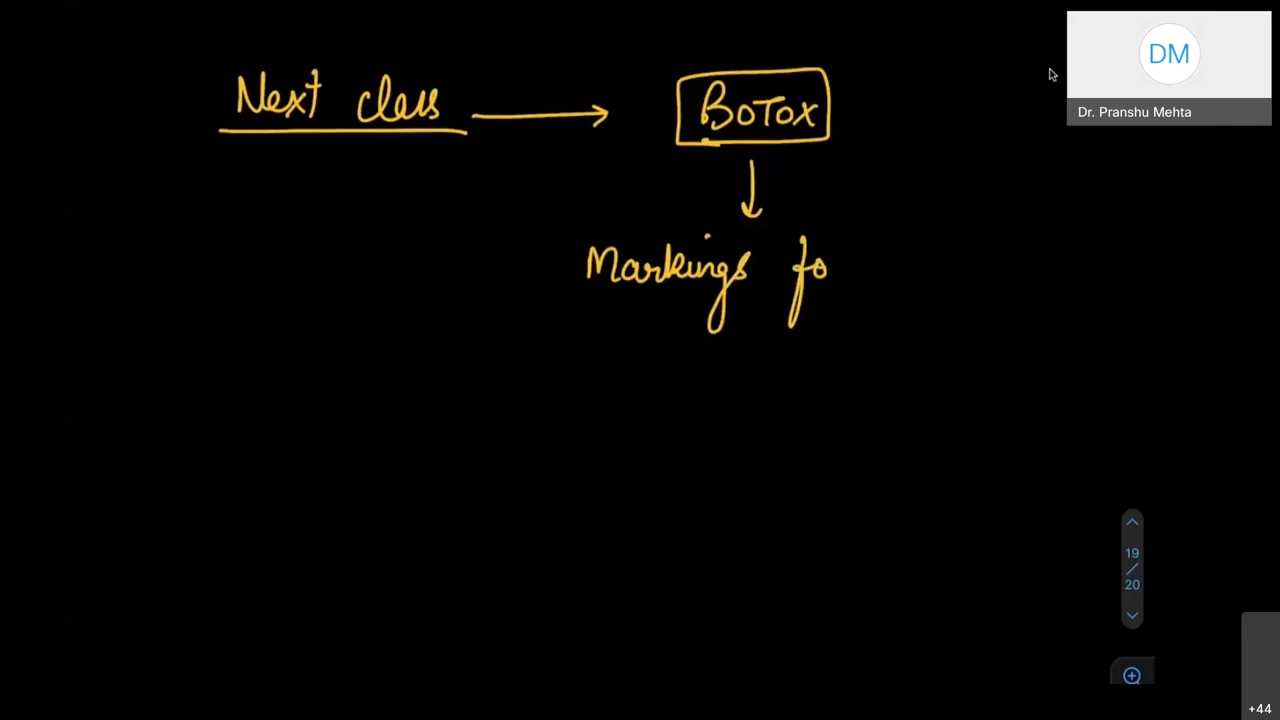 Next class → BOTOX
DM
Dr. Pranshu Mehta
↓
Markings fo
19
/
20
+44